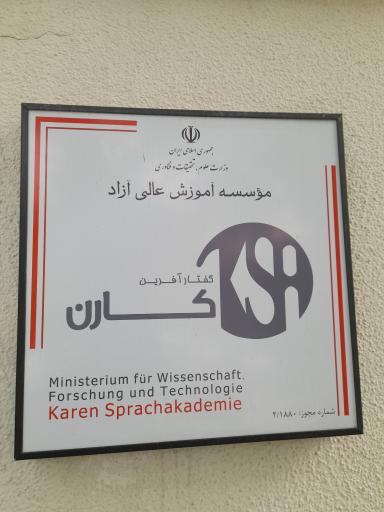 جمهوری اسلامی ایران
وزارت علوم، تحقیقات و فناوری
مؤسسه آموزش عالی آزاد
گفتار آفرین
کارن
KSA
Ministerium für Wissenschaft,
Forschung und Technologie
Karen Sprachakademie
شماره مجوز: ۲/۱۸۸۰